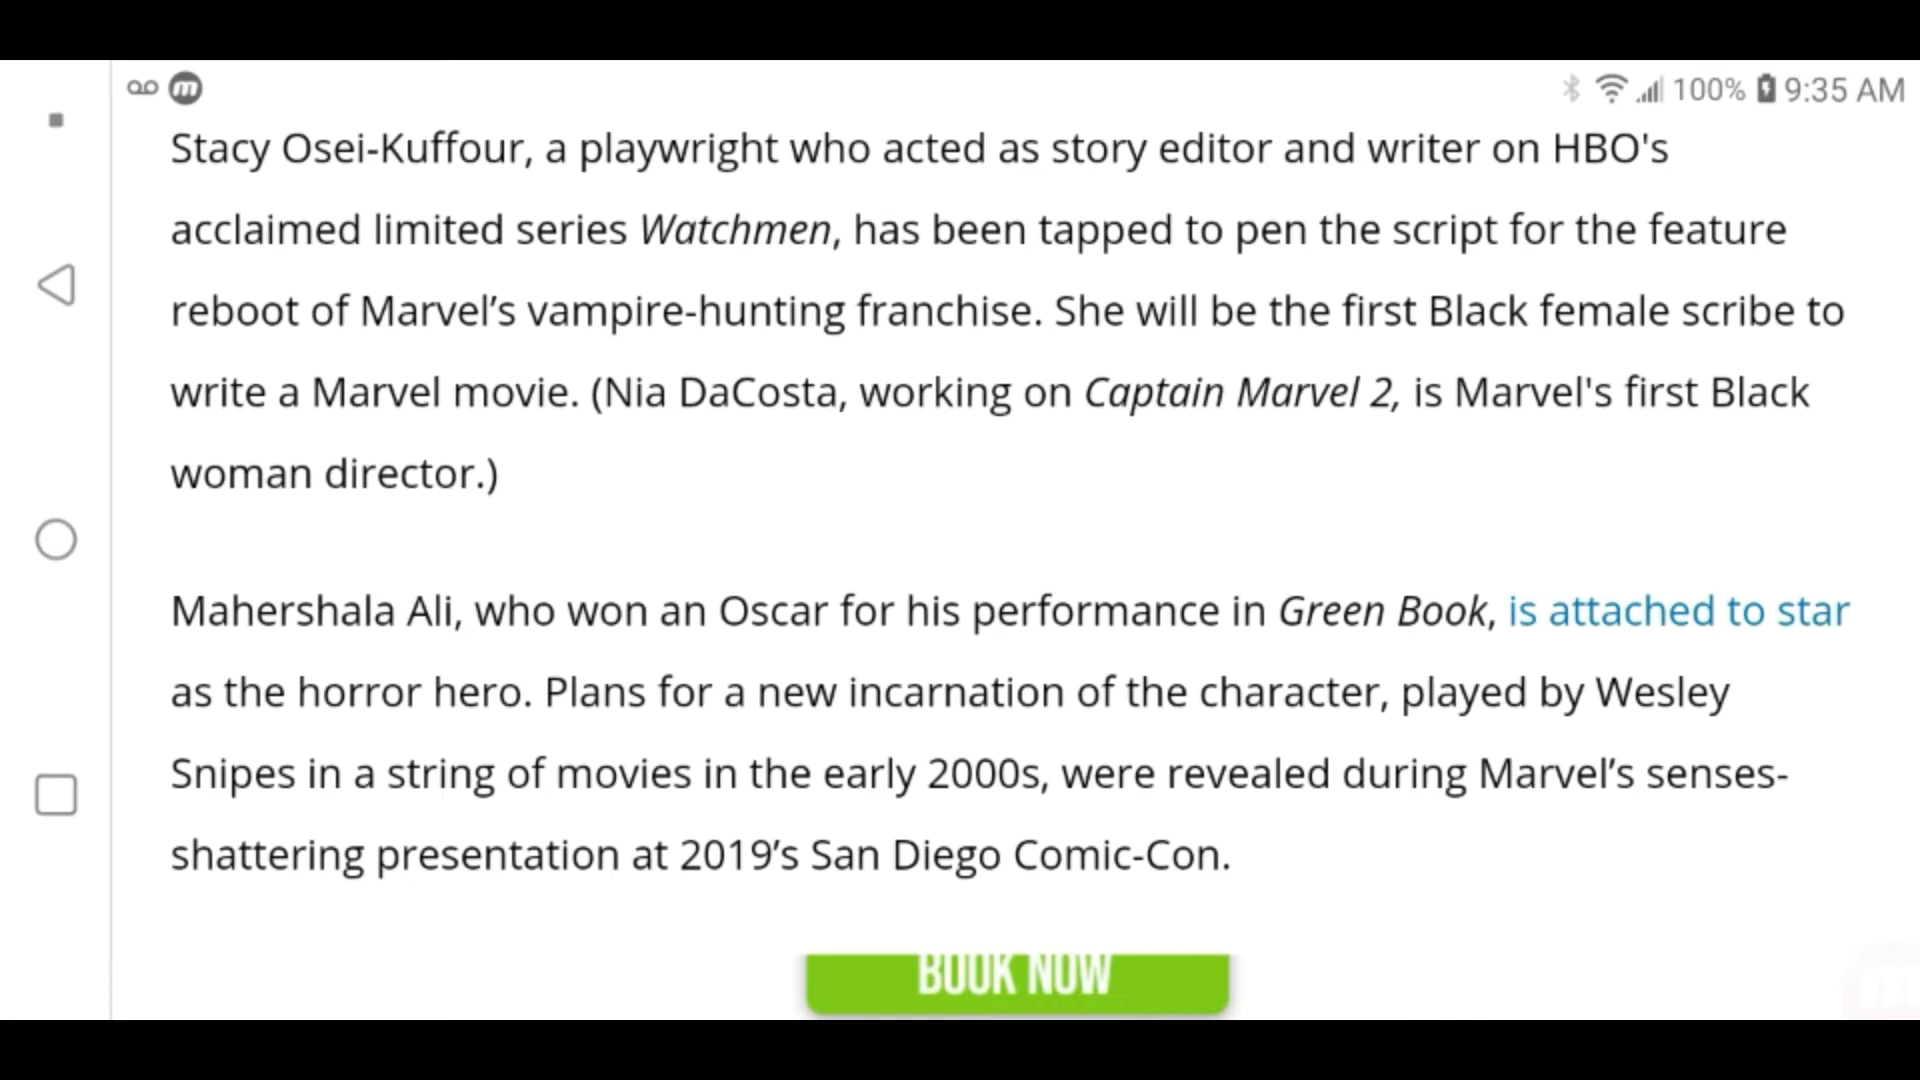 100% 9:35 AM
Stacy Osei-Kuffour, a playwright who acted as story editor and writer on HBO's
acclaimed limited series Watchmen, has been tapped to pen the script for the feature
reboot of Marvel’s vampire-hunting franchise. She will be the first Black female scribe to
write a Marvel movie. (Nia DaCosta, working on Captain Marvel 2, is Marvel's first Black
woman director.)
Mahershala Ali, who won an Oscar for his performance in Green Book, is attached to star
as the horror hero. Plans for a new incarnation of the character, played by Wesley
Snipes in a string of movies in the early 2000s, were revealed during Marvel’s senses-
shattering presentation at 2019’s San Diego Comic-Con.
BOOK NOW